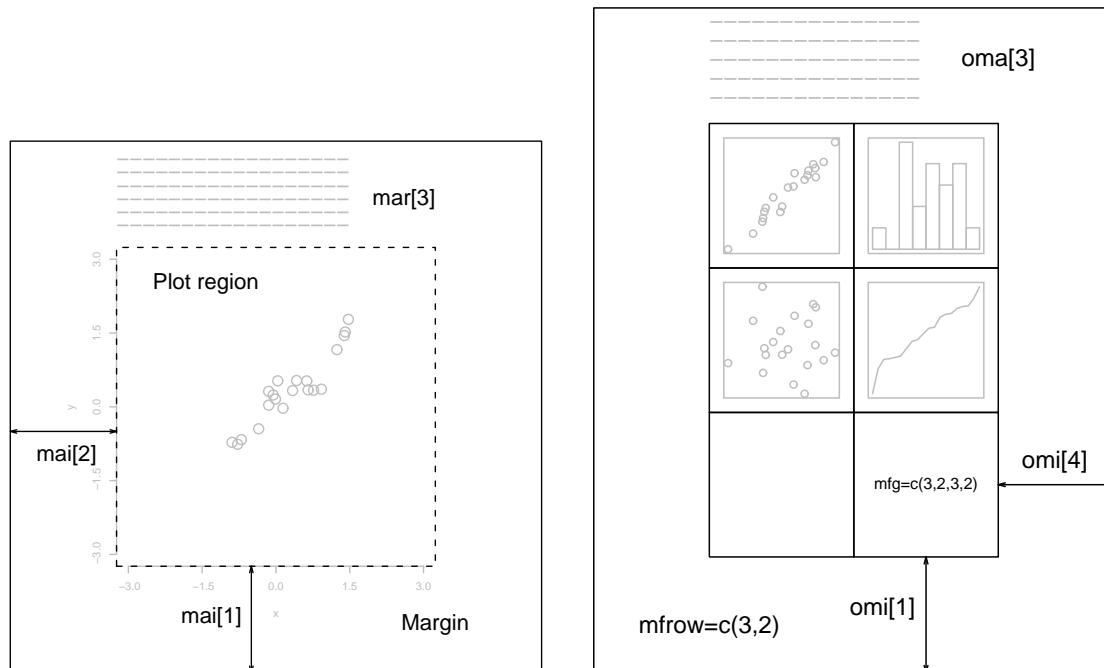 mar[3]
Plot region
3.0
1.5
0.0
−1.5
−3.0
y
mai[2]
−3.0
0.0
1.5
3.0
mai[1]
x
Margin
oma[3]
omi[4]
mfg=c(3,2,3,2)
omi[1]
mfrow=c(3,2)